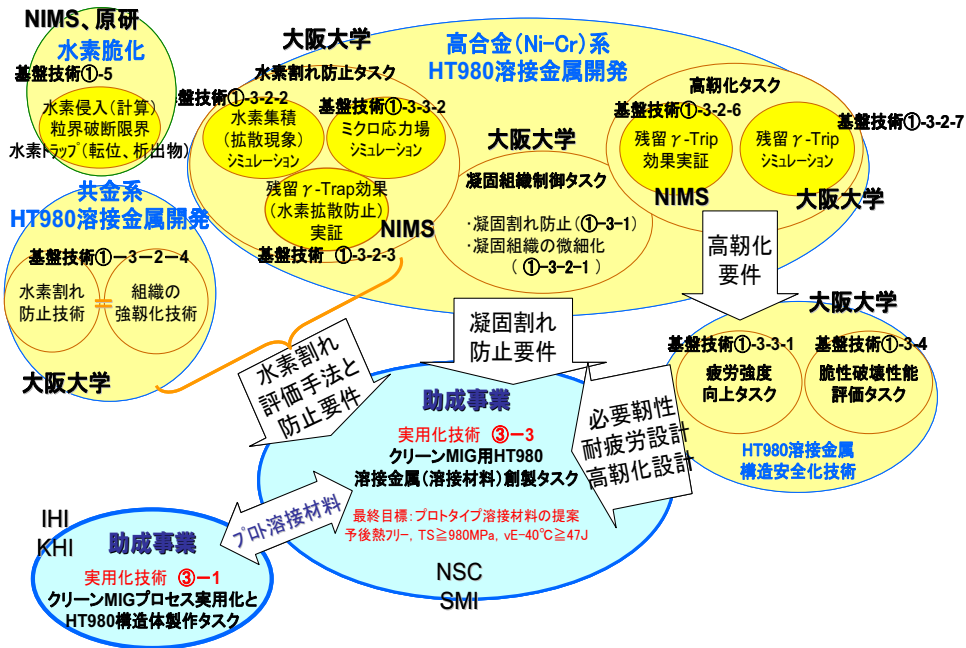 NIMS、原研
水素脆化
基盤技術①-5
水素侵入(計算)
粒界破断限界
水素トラップ(転位、析出物)
共金系
HT980溶接金属開発
基盤技術①－3－2－4
水素割れ
防止技術
=
組織の
強靱化技術
大阪大学
大阪大学
高合金(Ni-Cr)系
HT980溶接金属開発
水素割れ防止タスク
盤技術①-3-2-2
水素集積
(拡散現象)
シミュレーション
基盤技術①-3-3-2
ミクロ応力場
シミュレーション
残留γ-Trap効果
(水素拡散防止)
実証
NIMS
基盤技術 ①-3-2-3
大阪大学
凝固組織制御タスク
・凝固割れ防止(①-3-1)
・凝固組織の微細化
(①-3-2-1)
高靭化タスク
基盤技術①-3-2-6
残留γ-Trip
効果実証
NIMS
基盤技術①-3-2-7
残留γ-Trip
シミュレーション
大阪大学
高靭化
要件
凝固割れ
防止要件
水素割れ
評価手法と
防止要件
大阪大学
基盤技術①-3-3-1
疲労強度
向上タスク
基盤技術①-3-4
脆性破壊性能
評価タスク
HT980溶接金属
構造安全化技術
必要靭性
耐疲労設計
高靭化設計
助成事業
実用化技術 ③－3
クリーンMIG用HT980
溶接金属(溶接材料)創製タスク
最終目標：プロトタイプ溶接材料の提案
予後熱フリー, TS≧980MPa, vE-40℃≧47J
NSC
SMI
プロト溶接材料
IHI
KHI
助成事業
実用化技術 ③－1
クリーンMIGプロセス実用化と
HT980構造体製作タスク